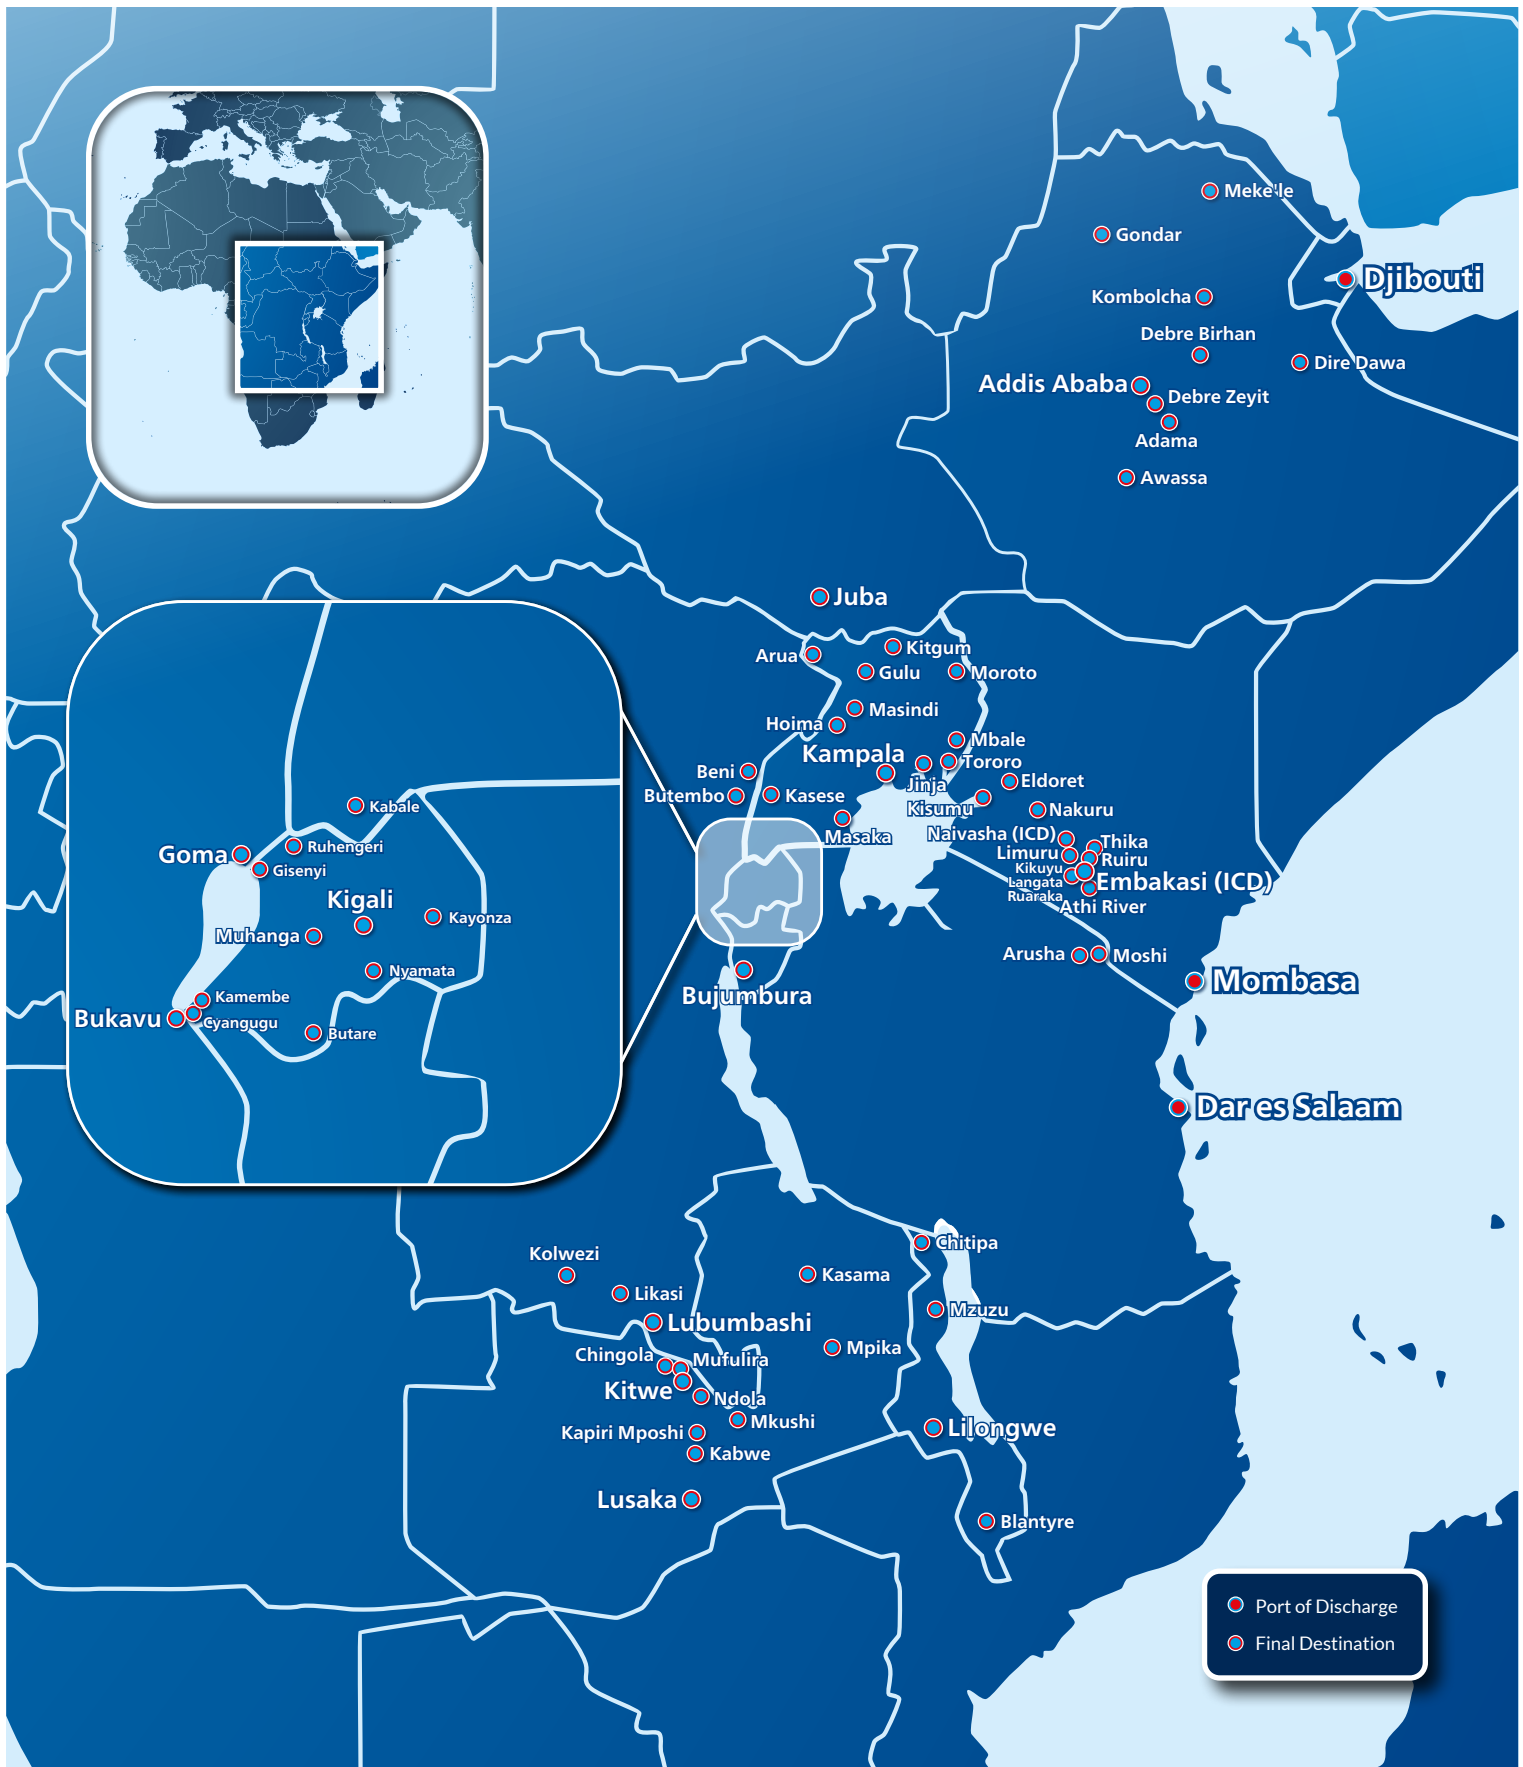 Meke'le
Gondar
Djibouti
Kombolcha
Debre Birhan
Dire Dawa
Addis Ababa
Debre Zeyit
Adama
Awassa
Juba
Kitgum
Arua
Gulu
Moroto
Masindi
Hoima
Mbale
Kampala
Tororo
Beni
Jinja
Eldoret
Butembo
Kasese
Kisumu
Nakuru
Masaka
Naivasha (ICD)
Thika
Limuru
Ruiru
Kikuyu
Langata
Embakasi (ICD)
Ruaraka
Athi River
Arusha
Moshi
Mombasa
Bujumbura
Dar es Salaam
Kabale
Ruhengeri
Goma
Gisenyi
Kigali
Kayonza
Muhanga
Nyamata
Kamembe
Bukavu
Cyangugu
Butare
Chitipa
Kolwezi
Kasama
Likasi
Mzuzu
Lubumbashi
Mpika
Chingola
Mufulira
Kitwe
Ndola
Mkushi
Kapiri Mposhi
Lilongwe
Kabwe
Lusaka
Blantyre
Port of Discharge
Final Destination